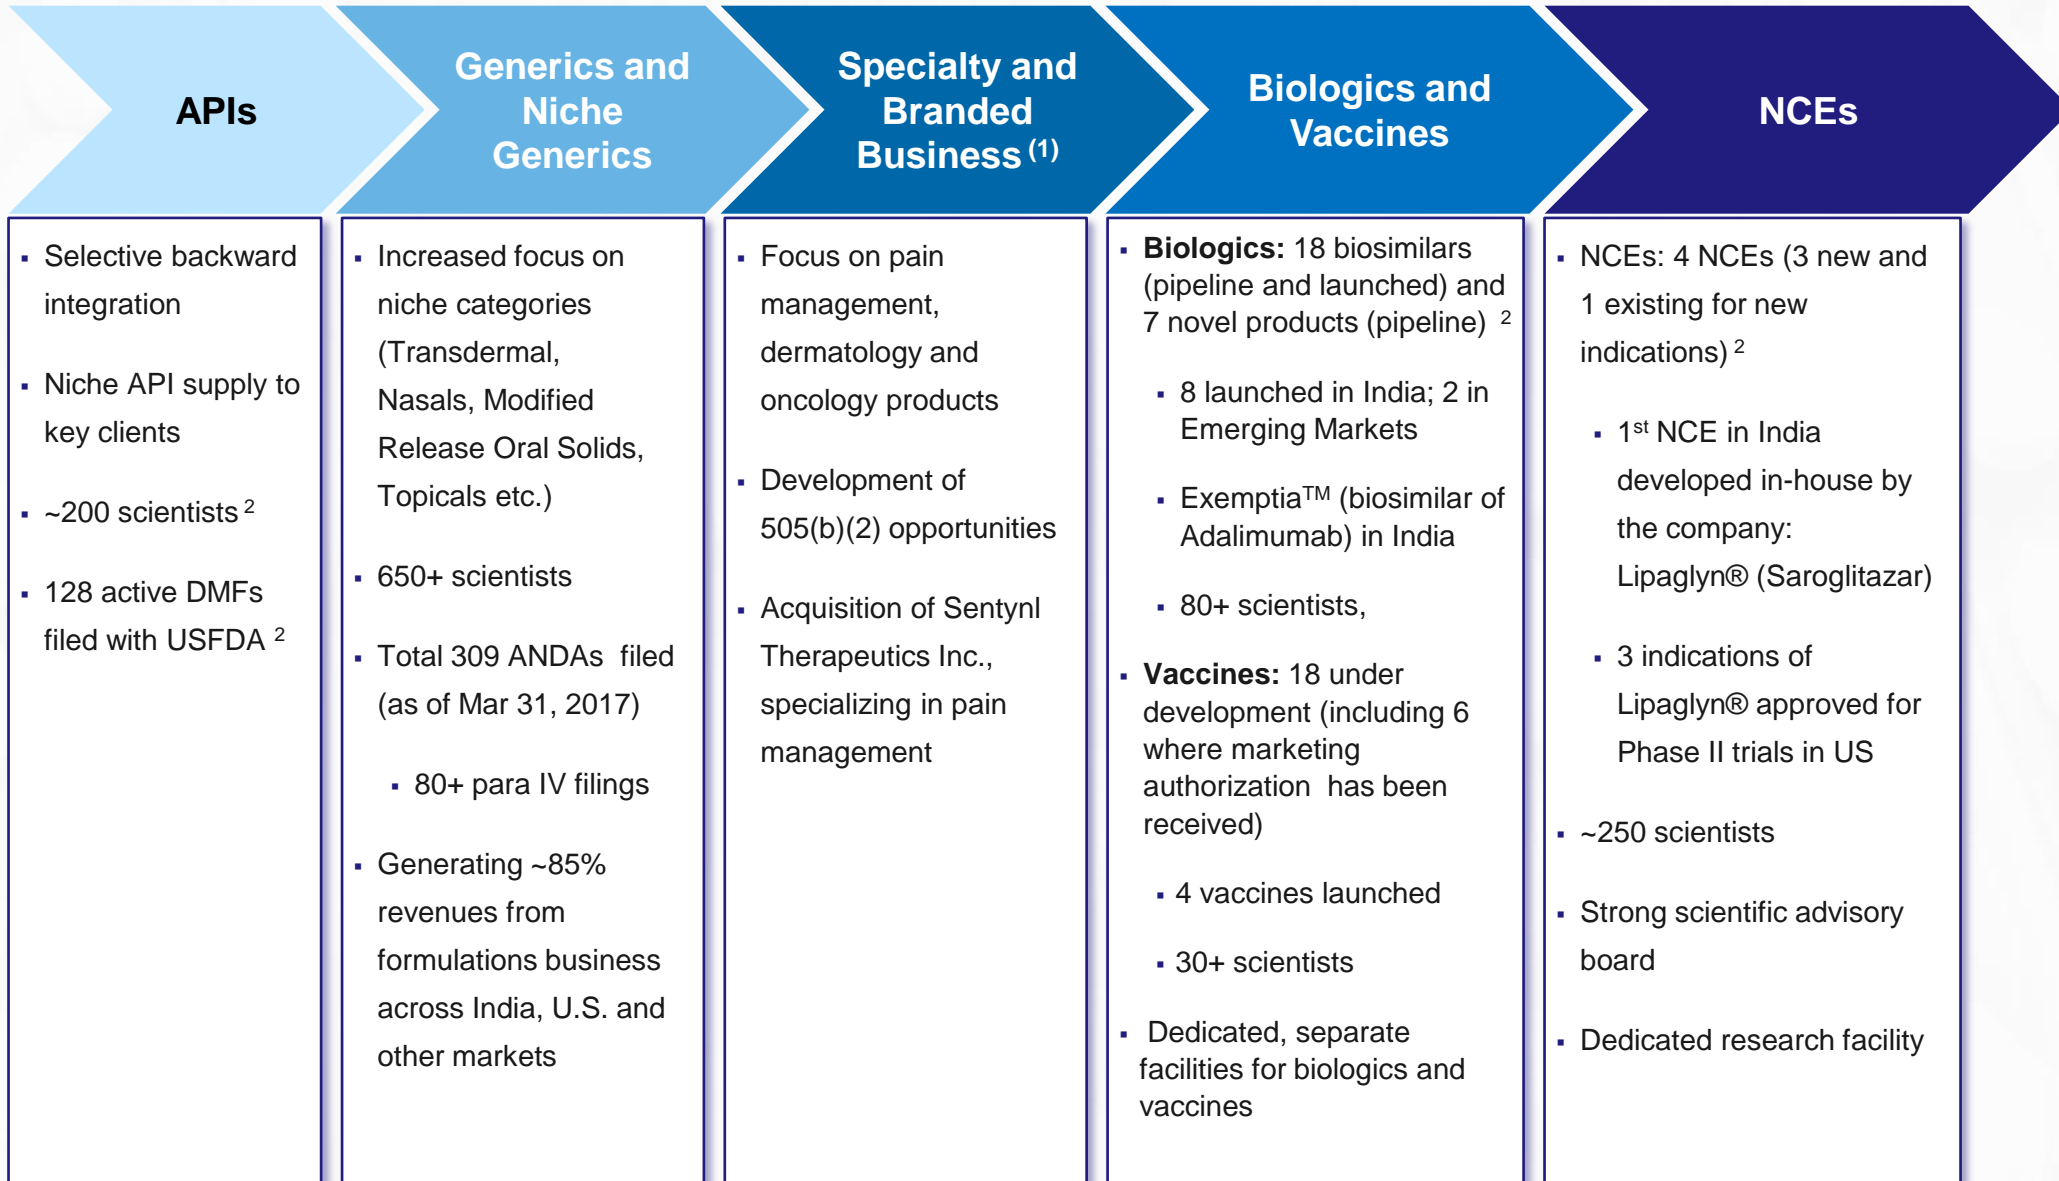 APIs
Generics and
Niche
Generics
Specialty and
Branded
Business (1)
Biologics and
Vaccines
NCEs
▪ Selective backward
integration
▪ Niche API supply to
key clients
▪ ~200 scientists 2
▪ 128 active DMFs
filed with USFDA 2
▪ Increased focus on
niche categories
(Transdermal,
Nasals, Modified
Release Oral Solids,
Topicals etc.)
▪ 650+ scientists
▪ Total 309 ANDAs filed
(as of Mar 31, 2017)
▪ 80+ para IV filings
▪ Generating ~85%
revenues from
formulations business
across India, U.S. and
other markets
▪ Focus on pain
management,
dermatology and
oncology products
▪ Development of
505(b)(2) opportunities
▪ Acquisition of Sentynl
Therapeutics Inc.,
specializing in pain
management
▪ Biologics: 18 biosimilars
(pipeline and launched) and
7 novel products (pipeline) 2
▪ 8 launched in India; 2 in
Emerging Markets
▪ Exemptia™ (biosimilar of
Adalimumab) in India
▪ 80+ scientists,
▪ Vaccines: 18 under
development (including 6
where marketing
authorization has been
received)
▪ 4 vaccines launched
▪ 30+ scientists
▪ Dedicated, separate
facilities for biologics and
vaccines
▪ NCEs: 4 NCEs (3 new and
1 existing for new
indications) 2
▪ 1st NCE in India
developed in-house by
the company:
Lipaglyn® (Saroglitazar)
▪ 3 indications of
Lipaglyn® approved for
Phase II trials in US
▪ ~250 scientists
▪ Strong scientific advisory
board
▪ Dedicated research facility